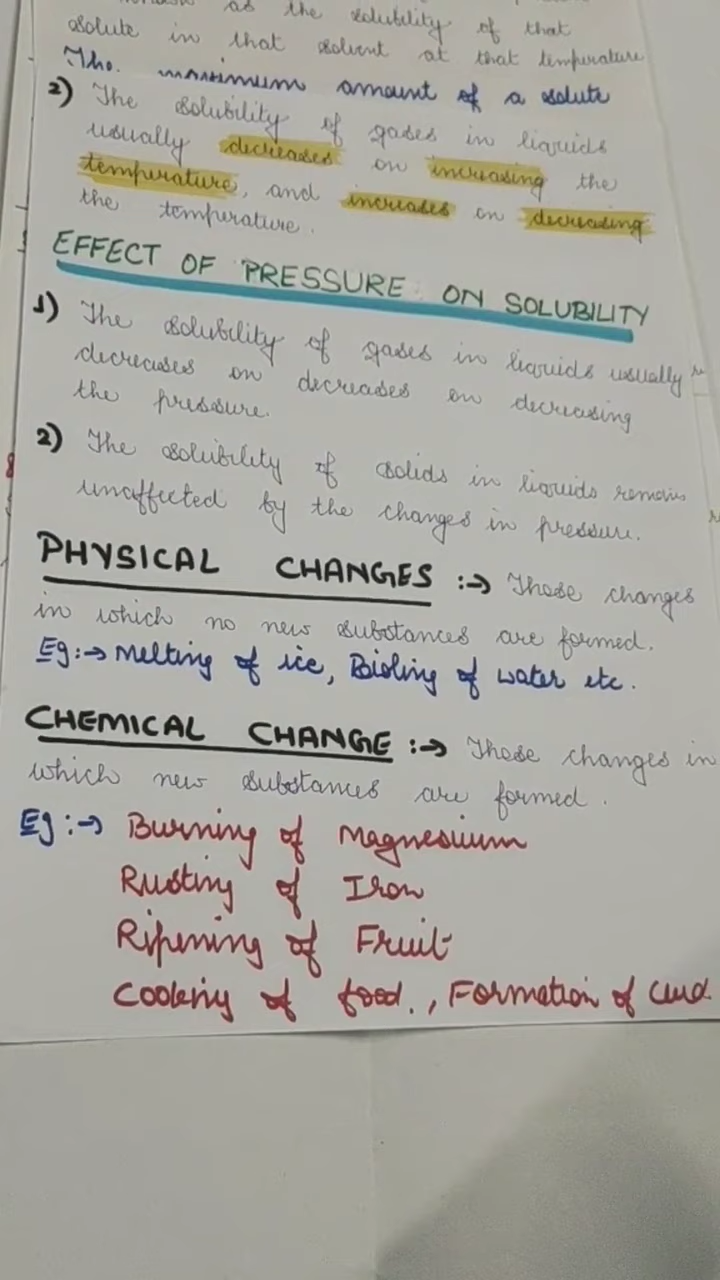 as the solubility of that
solute in that solvent at that temperature
The maximum amount of a solute
2) The solubility of gases in liquids
usually decreases on increasing the
temperature, and increases on decreasing
the temperature.
EFFECT OF PRESSURE ON SOLUBILITY
1) The solubility of gases in liquids usually
decreases on decreases on decreasing
the pressure.
2) The solubility of solids in liquids remains
unaffected by the changes in pressure.
PHYSICAL CHANGES :→ Those changes
in which no new substances are formed.
Eg:→ Melting of ice, Bioling of water etc.
CHEMICAL CHANGE :→ Those changes in
which new substances are formed.
Eg:→ Burning of Magnesium
Rusting of Iron
Ripening of Fruit
Cooking of food., Formation of curd